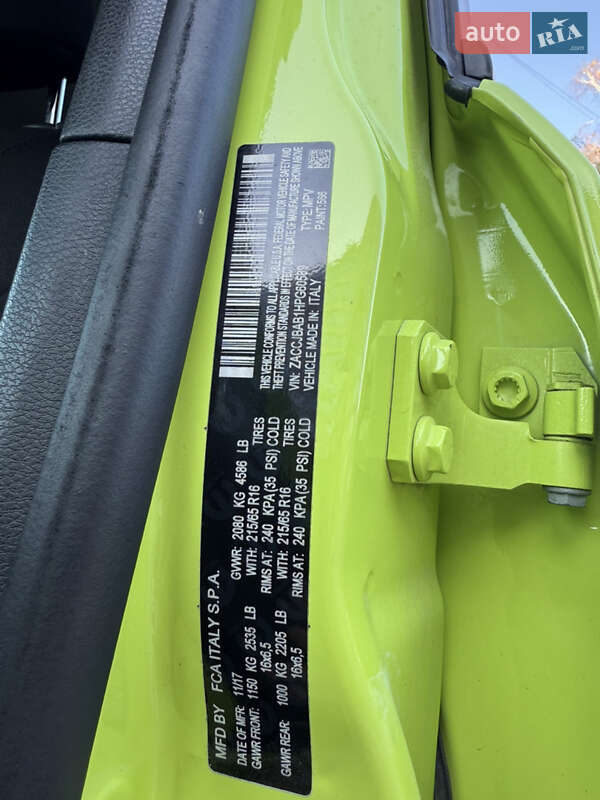 auto RIA .com
MFD BY FCA ITALY S.P.A.
DATE OF MFR: 11/17 GVWR: 2080 KG 4586 LB
GAWR FRONT: 1150 KG 2535 LB WITH: 215/65 R16 TIRES
16x6,5 RIMS AT: 240 KPA(35 PSI) COLD
GAWR REAR: 1000 KG 2205 LB WITH: 215/65 R16 TIRES
16x6,5 RIMS AT: 240 KPA(35 PSI) COLD
THIS VEHICLE CONFORMS TO ALL APPLICABLE U.S.A. FEDERAL MOTOR VEHICLE SAFETY AND
THEFT PREVENTION STANDARDS IN EFFECT ON THE DATE OF MANUFACTURE SHOWN ABOVE
VIN: ZACCJBAB1HPG60589 TYPE: MPV
VEHICLE MADE IN: ITALY PAINT: 566